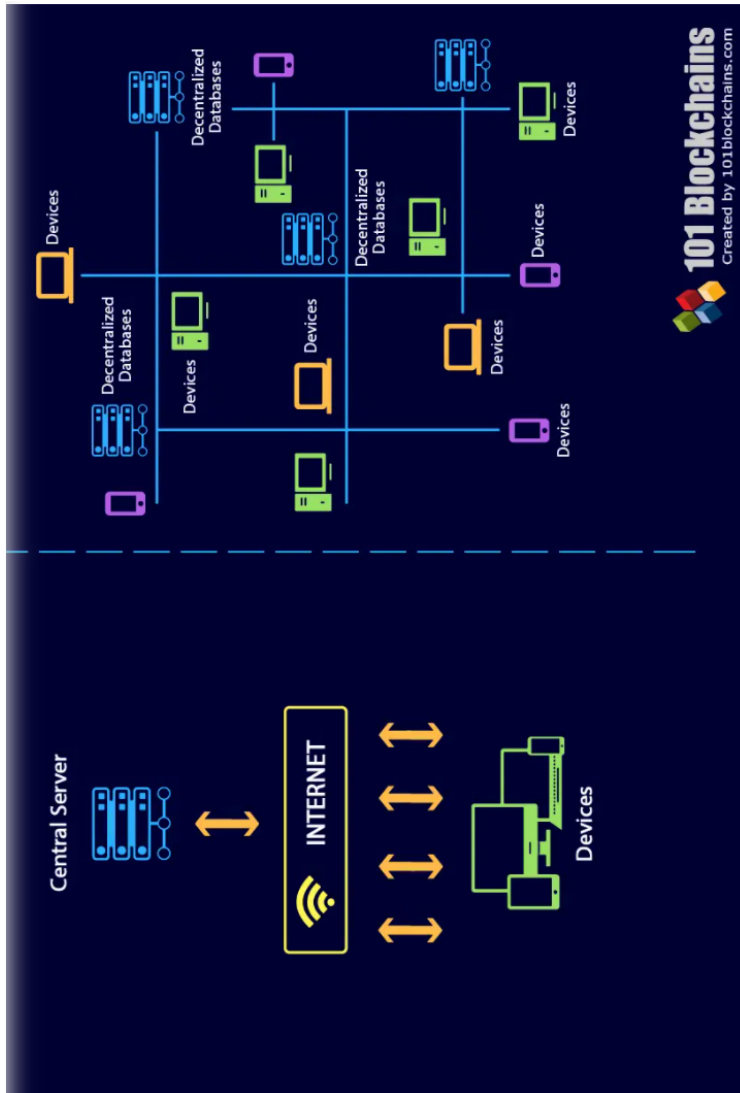 Central Server
INTERNET
Devices
Devices
Decentralized
Databases
Devices
Decentralized
Databases
Devices
Decentralized
Databases
Devices
Devices
Devices
Devices
101 Blockchains
Created by 101blockchains.com